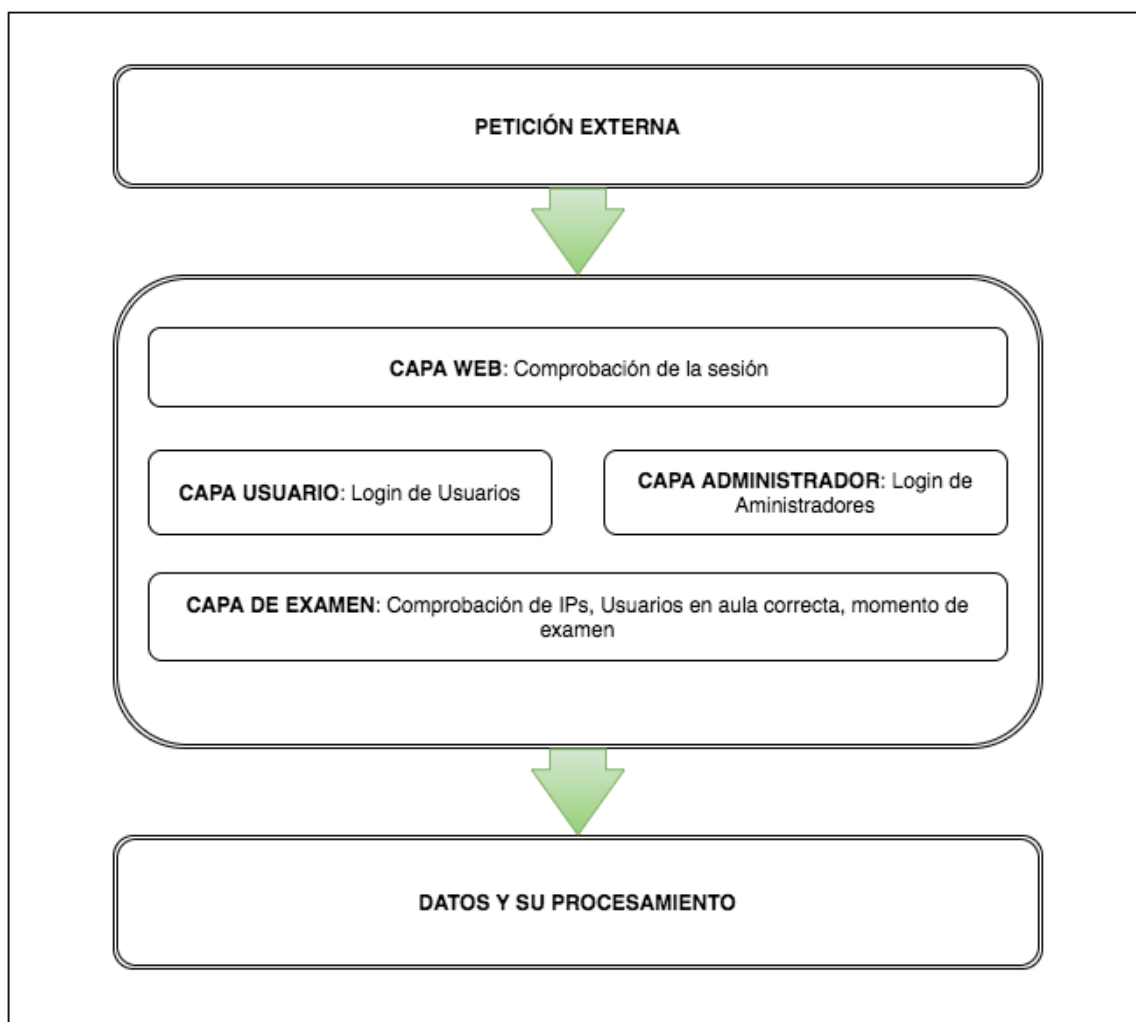 PETICIÓN EXTERNA
CAPA WEB: Comprobación de la sesión
CAPA USUARIO: Login de Usuarios
CAPA ADMINISTRADOR: Login de
Aministradores
CAPA DE EXAMEN: Comprobación de IPs, Usuarios en aula correcta, momento de
examen
DATOS Y SU PROCESAMIENTO